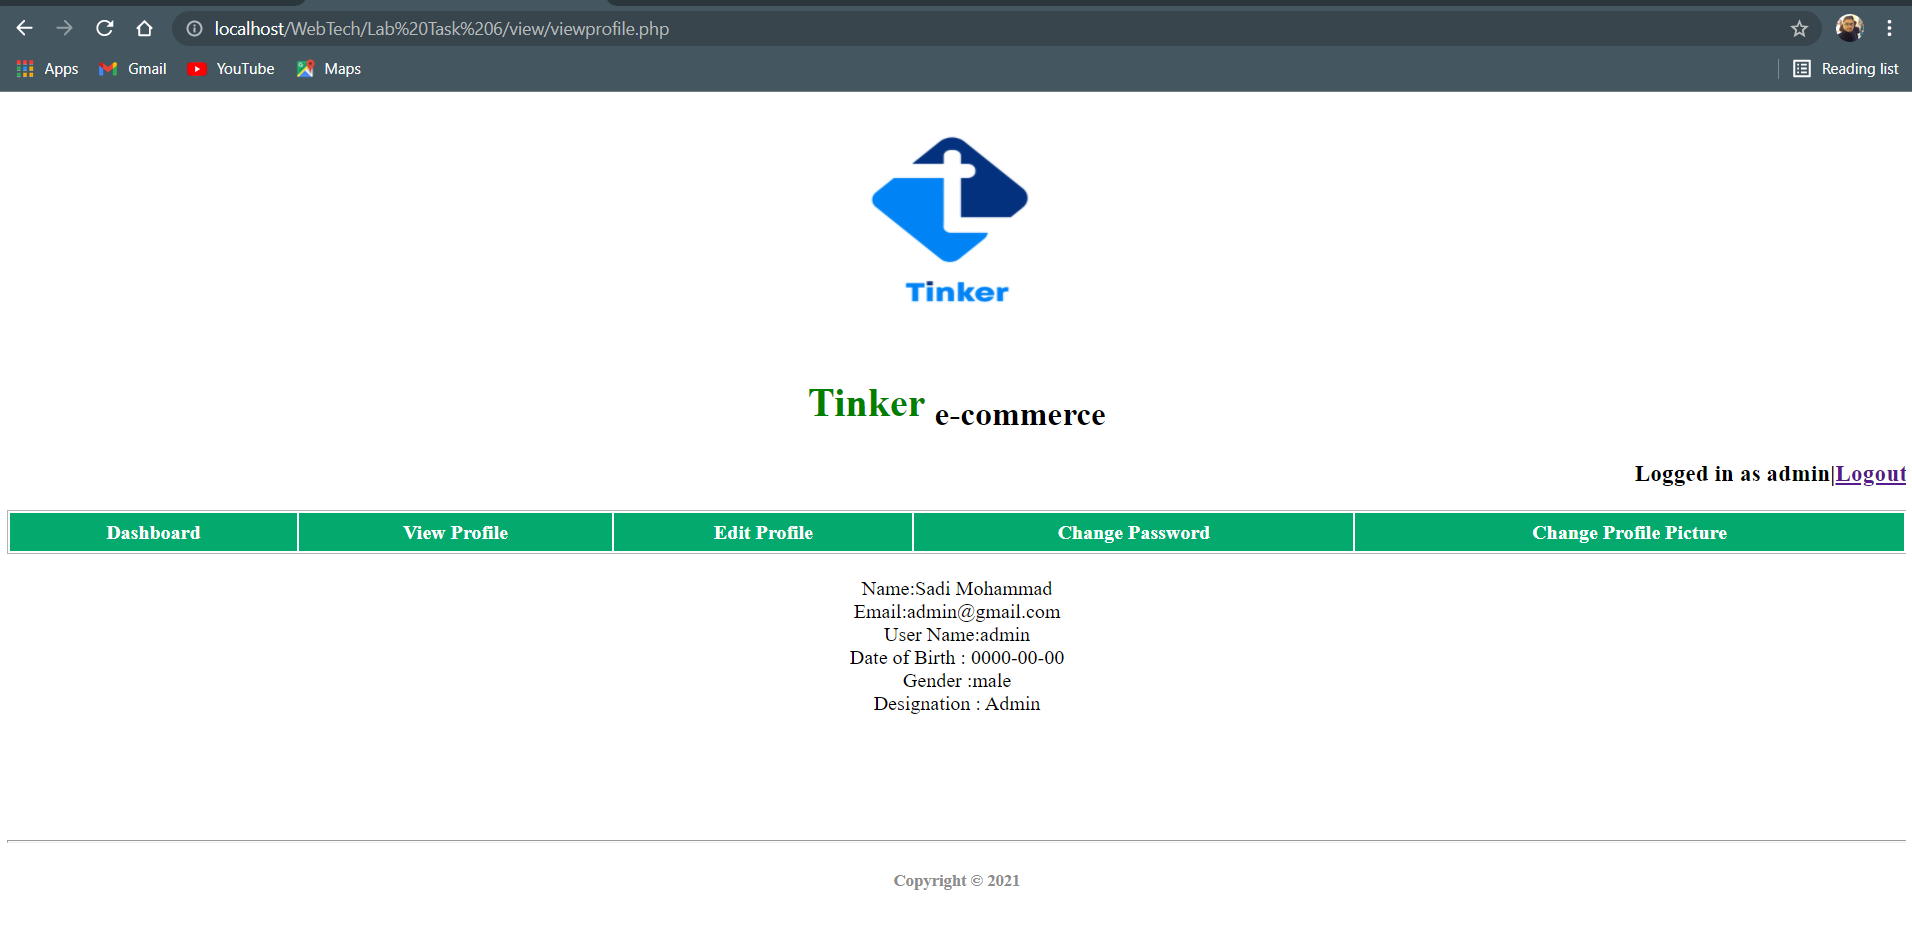 localhost/WebTech/Lab%20Task%206/view/viewprofile.php
Apps Gmail YouTube Maps Reading list
Tinker
Tinker e-commerce
Logged in as admin|Logout
Dashboard View Profile Edit Profile Change Password Change Profile Picture
Name:Sadi Mohammad
Email:admin@gmail.com
User Name:admin
Date of Birth : 0000-00-00
Gender :male
Designation : Admin
Copyright © 2021